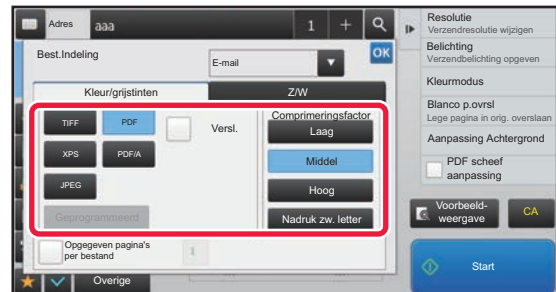 Adres
aaa
1
Best.Indeling
E-mail
OK
Kleur/grijstinten
Z/W
TIFF
PDF
Versl.
XPS
PDF/A
JPEG
Geprogrammeerd
Comprimeringsfactor
Laag
Middel
Hoog
Nadruk zw. letter
Opgegeven pagina's
per bestand
1
Overige
Resolutie
Verzendresolutie wijzigen
Belichting
Verzendbelichting opgeven
Kleurmodus
Blanco p.ovrsl
Lege pagina in orig. overslaan
Aanpassing Achtergrond
PDF scheef
aanpassing
Voorbeeld-
weergave
CA
Start